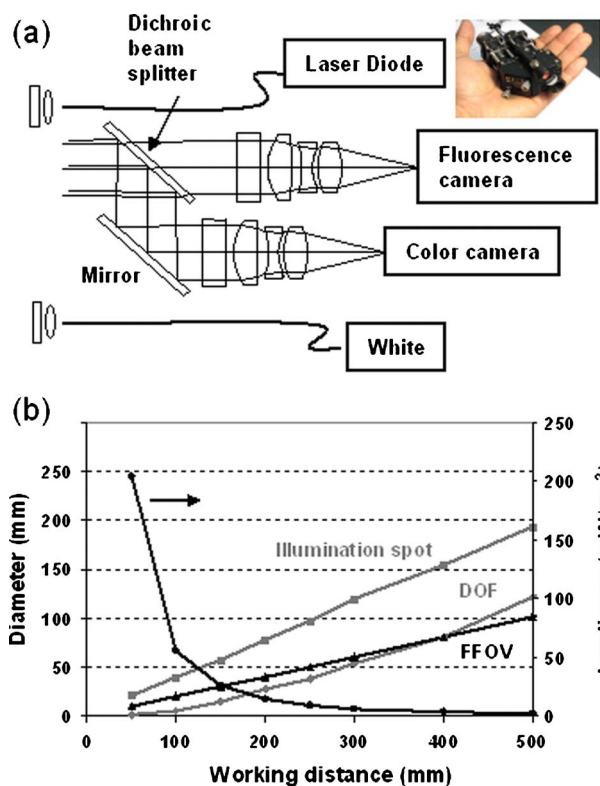 (a)
Dichroic
beam
splitter
Laser Diode
Fluorescence
camera
Color camera
Mirror
White
(b)
Diameter (mm)
250
200
150
100
50
0
Illumination spot
DOF
FFOV
250
200
150
100
50
0
0
100
200
300
400
500
Working distance (mm)